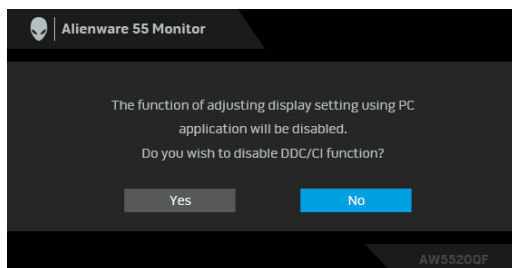 Alienware 55 Monitor
The function of adjusting display setting using PC
application will be disabled.
Do you wish to disable DDC/CI function?
Yes No
AW5520QF